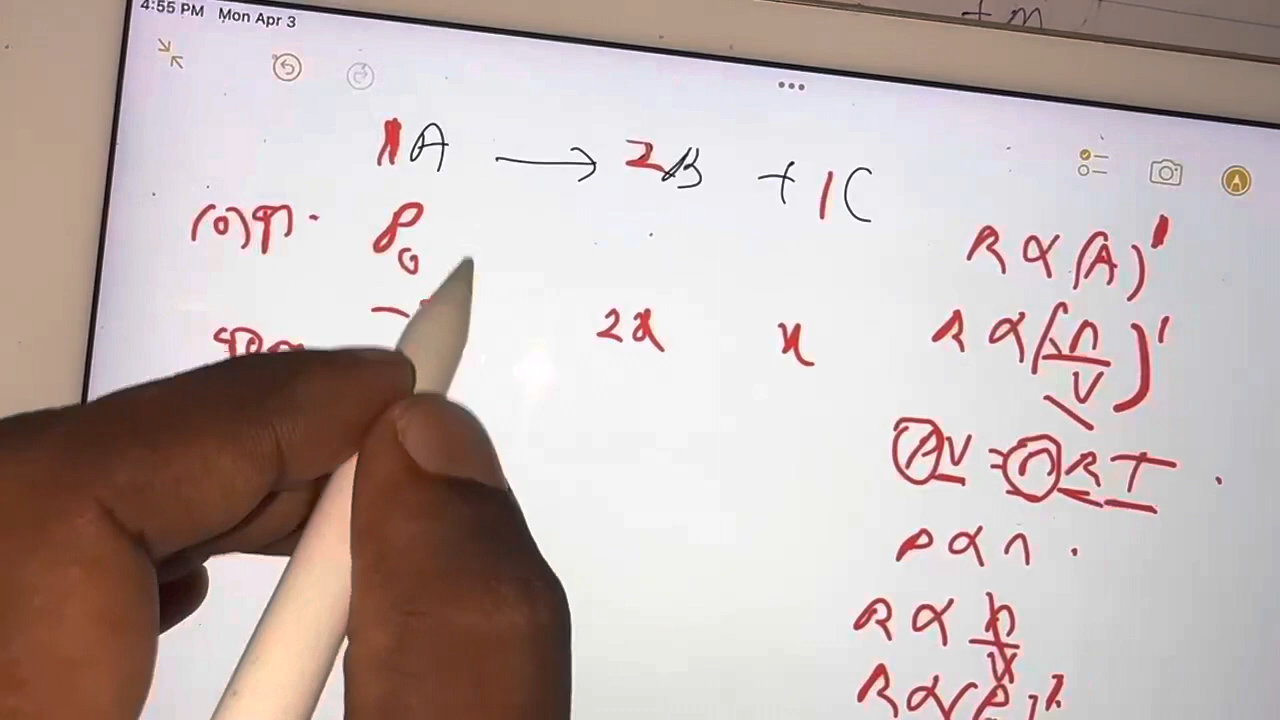 4:55 PM Mon Apr 3
+ m
1A → 2B + 1C
P₀
2x x
R ∝ (A)¹
R ∝ (n/V)¹
PV = nRT
P ∝ n
R ∝ n/V